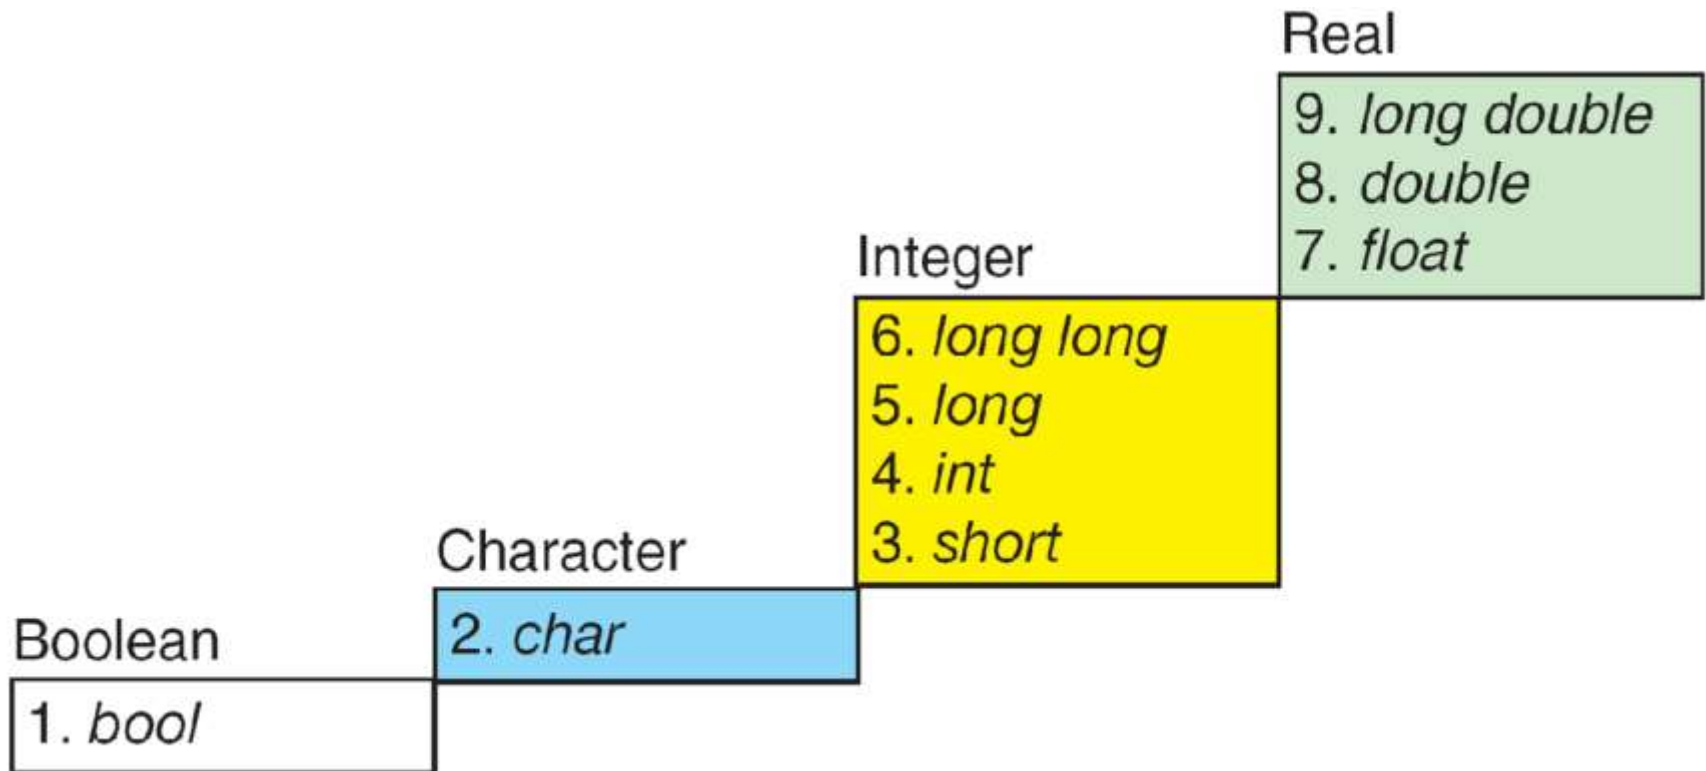 Real
9. long double
8. double
7. float
Integer
6. long long
5. long
4. int
3. short
Character
2. char
Boolean
1. bool